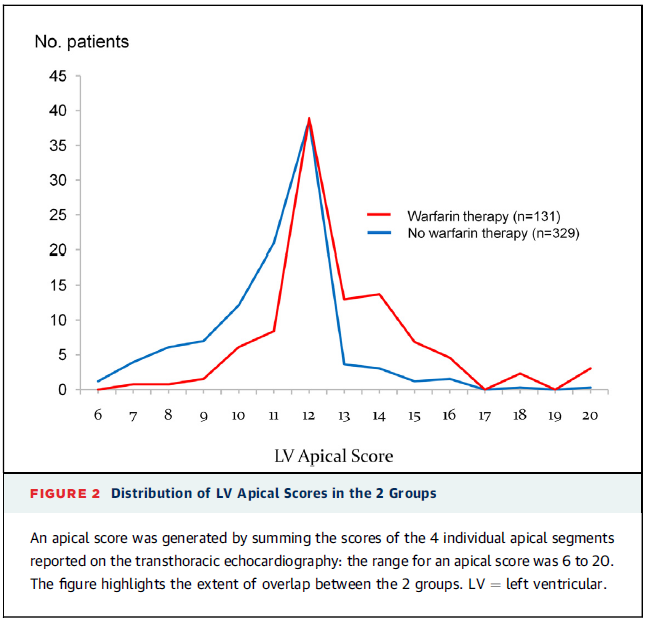 No. patients
45
40
35
30
25
20
15
10
5
0
Warfarin therapy (n=131)
No warfarin therapy (n=329)
6 7 8 9 10 11 12 13 14 15 16 17 18 19 20
LV Apical Score
FIGURE 2 Distribution of LV Apical Scores in the 2 Groups
An apical score was generated by summing the scores of the 4 individual apical segments
reported on the transthoracic echocardiography: the range for an apical score was 6 to 20.
The figure highlights the extent of overlap between the 2 groups. LV = left ventricular.